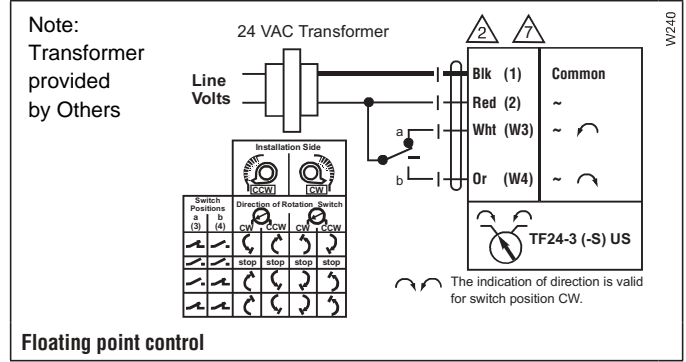 Note:
Transformer
provided
by Others
24 VAC Transformer
Line
Volts
2
7
W240
Blk (1) Common
Red (2) ~
a Wht (W3) ~
b Or (W4) ~
TF24-3 (-S) US
The indication of direction is valid
for switch position CW.
Installation Side
CCW CW
Switch
Positions
a b
(3) (4)
Direction of Rotation Switch
CW CCW CW CCW
stop stop stop stop
Floating point control